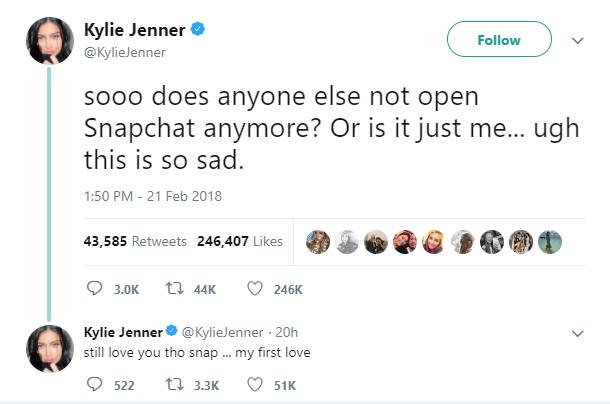 Kylie Jenner
@KylieJenner
Follow
sooo does anyone else not open
Snapchat anymore? Or is it just me... ugh
this is so sad.
1:50 PM - 21 Feb 2018
43,585 Retweets 246,407 Likes
3.0K 44K 246K
Kylie Jenner @KylieJenner · 20h
still love you tho snap ... my first love
522 3.3K 51K